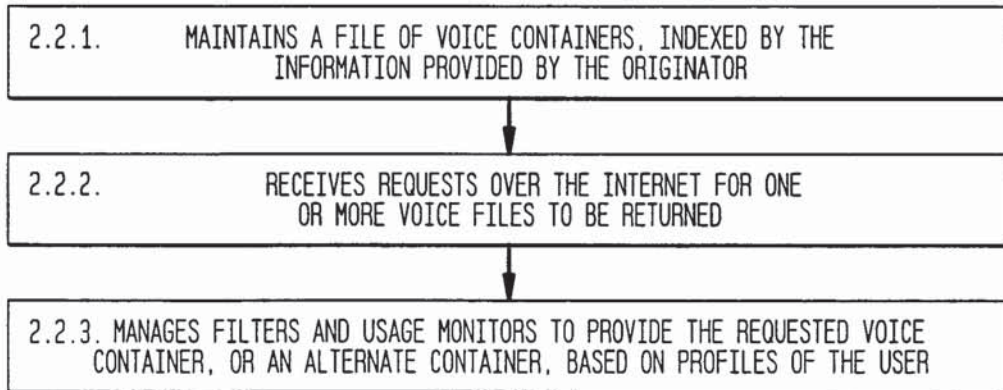 2.2.1. MAINTAINS A FILE OF VOICE CONTAINERS, INDEXED BY THE
INFORMATION PROVIDED BY THE ORIGINATOR
2.2.2. RECEIVES REQUESTS OVER THE INTERNET FOR ONE
OR MORE VOICE FILES TO BE RETURNED
2.2.3. MANAGES FILTERS AND USAGE MONITORS TO PROVIDE THE REQUESTED VOICE
CONTAINER, OR AN ALTERNATE CONTAINER, BASED ON PROFILES OF THE USER